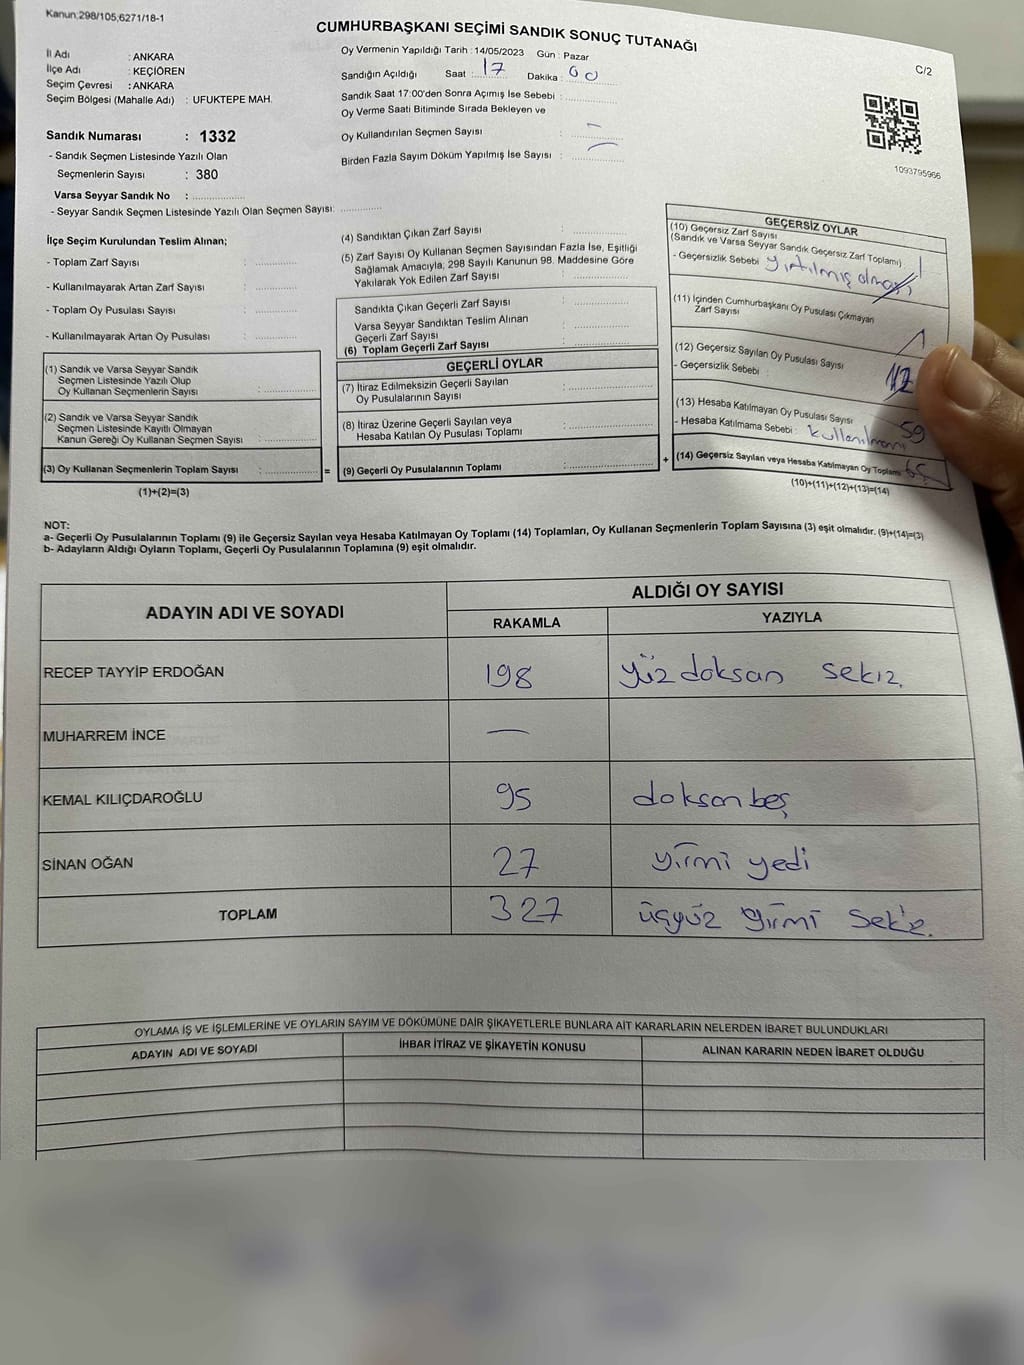 Kanun;298/105;6271/18-1
CUMHURBAŞKANI SEÇİMİ SANDIK SONUÇ TUTANAĞI
C/2
İl Adı : ANKARA
İlçe Adı : KEÇİÖREN
Seçim Çevresi : ANKARA
Seçim Bölgesi (Mahalle Adı) : UFUKTEPE MAH.
Oy Vermenin Yapıldığı Tarih : 14/05/2023 Gün : Pazar
Sandığın Açıldığı Saat : 17 Dakika : 00
Sandık Saat 17:00'den Sonra Açımış İse Sebebi :
Oy Verme Saati Bitiminde Sırada Bekleyen ve
Oy Kullandırılan Seçmen Sayısı : –
Birden Fazla Sayım Döküm Yapılmış İse Sayısı : –
1093795966
Sandık Numarası : 1332
- Sandık Seçmen Listesinde Yazılı Olan
Seçmenlerin Sayısı : 380
Varsa Seyyar Sandık No :
- Seyyar Sandık Seçmen Listesinde Yazılı Olan Seçmen Sayısı:
İlçe Seçim Kurulundan Teslim Alınan;
- Toplam Zarf Sayısı :
- Kullanılmayarak Artan Zarf Sayısı :
- Toplam Oy Pusulası Sayısı :
- Kullanılmayarak Artan Oy Pusulası :
(1) Sandık ve Varsa Seyyar Sandık
Seçmen Listesinde Yazılı Olup
Oy Kullanan Seçmenlerin Sayısı :
(2) Sandık ve Varsa Seyyar Sandık
Seçmen Listesinde Kayıtlı Olmayan
Kanun Gereği Oy Kullanan Seçmen Sayısı :
(3) Oy Kullanan Seçmenlerin Toplam Sayısı : =
(1)+(2)=(3)
(4) Sandıktan Çıkan Zarf Sayısı :
(5) Zarf Sayısı Oy Kullanan Seçmen Sayısından Fazla İse, Eşitliği
Sağlamak Amacıyla; 298 Sayılı Kanunun 98. Maddesine Göre
Yakılarak Yok Edilen Zarf Sayısı :
Sandıkta Çıkan Geçerli Zarf Sayısı :
Varsa Seyyar Sandıktan Teslim Alınan
Geçerli Zarf Sayısı :
(6) Toplam Geçerli Zarf Sayısı :
GEÇERLİ OYLAR
(7) İtiraz Edilmeksizin Geçerli Sayılan
Oy Pusulalarının Sayısı :
(8) İtiraz Üzerine Geçerli Sayılan veya
Hesaba Katılan Oy Pusulası Toplamı :
(9) Geçerli Oy Pusulalarının Toplamı : +
GEÇERSİZ OYLAR
(10) Geçersiz Zarf Sayısı
(Sandık ve Varsa Seyyar Sandık Geçersiz Zarf Toplamı)
- Geçersizlik Sebebi yırtılmış olması
(11) İçinden Cumhurbaşkanı Oy Pusulası Çıkmayan
Zarf Sayısı
(12) Geçersiz Sayılan Oy Pusulası Sayısı
- Geçersizlik Sebebi :
(13) Hesaba Katılmayan Oy Pusulası Sayısı 59
- Hesaba Katılmama Sebebi :
(14) Geçersiz Sayılan veya Hesaba Katılmayan Oy Toplamı
(10)+(11)+(12)+(13)=(14)
NOT:
a- Geçerli Oy Pusulalarının Toplamı (9) ile Geçersiz Sayılan veya Hesaba Katılmayan Oy Toplamı (14) Toplamları, Oy Kullanan Seçmenlerin Toplam Sayısına (3) eşit olmalıdır. (9)+(14)=(3)
b- Adayların Aldığı Oyların Toplamı, Geçerli Oy Pusulalarının Toplamına (9) eşit olmalıdır.
ADAYIN ADI VE SOYADI ALDIĞI OY SAYISI
RAKAMLA YAZIYLA
RECEP TAYYİP ERDOĞAN 198 yüz doksan sekiz.
MUHARREM İNCE —
KEMAL KILIÇDAROĞLU 95 doksan beş
SİNAN OĞAN 27 yirmi yedi
TOPLAM 327 üçyüz yirmi sekiz.
OYLAMA İŞ VE İŞLEMLERİNE VE OYLARIN SAYIM VE DÖKÜMÜNE DAİR ŞİKAYETLERLE BUNLARA AİT KARARLARIN NELERDEN İBARET BULUNDUKLARI
ADAYIN ADI VE SOYADI İHBAR İTİRAZ VE ŞİKAYETİN KONUSU ALINAN KARARIN NEDEN İBARET OLDUĞU